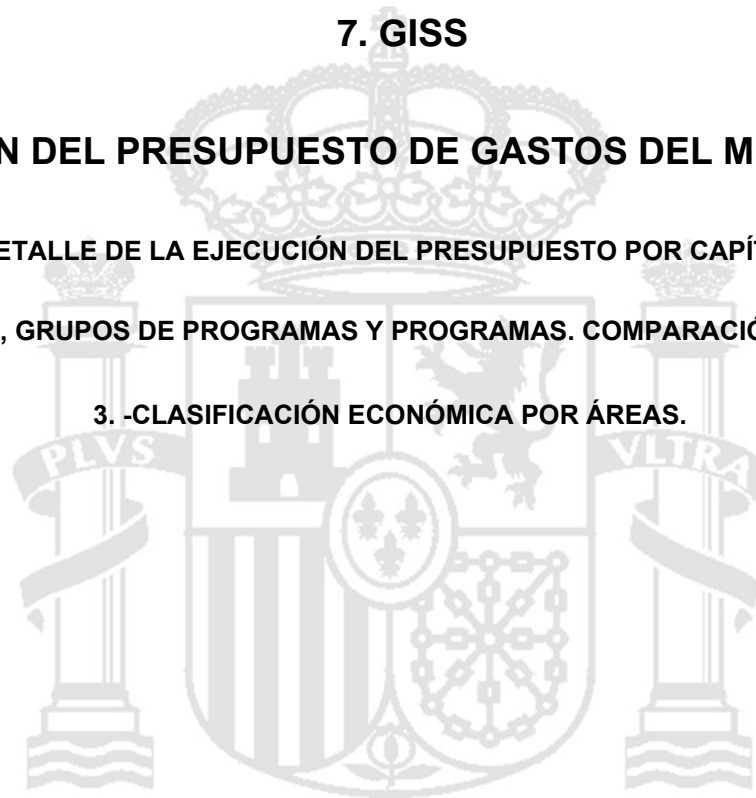 7. GISS
N DEL PRESUPUESTO DE GASTOS DEL M
ETALLE DE LA EJECUCIÓN DEL PRESUPUESTO POR CAPÍ
, GRUPOS DE PROGRAMAS Y PROGRAMAS. COMPARACIÓ
3. -CLASIFICACIÓN ECONÓMICA POR ÁREAS.
PLVS VLTRA